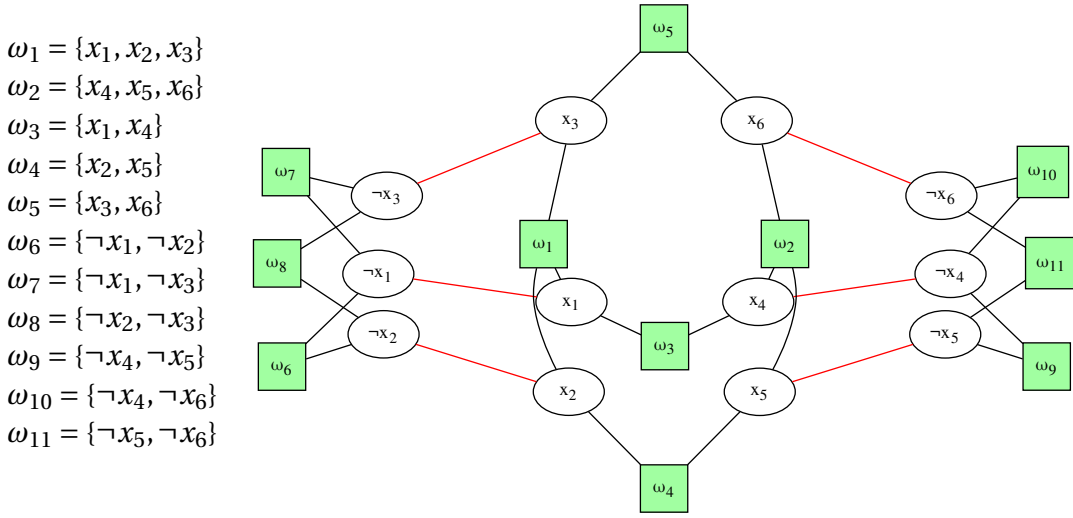 ω₁ = {x₁, x₂, x₃}
ω₂ = {x₄, x₅, x₆}
ω₃ = {x₁, x₄}
ω₄ = {x₂, x₅}
ω₅ = {x₃, x₆}
ω₆ = {¬x₁, ¬x₂}
ω₇ = {¬x₁, ¬x₃}
ω₈ = {¬x₂, ¬x₃}
ω₉ = {¬x₄, ¬x₅}
ω₁₀ = {¬x₄, ¬x₆}
ω₁₁ = {¬x₅, ¬x₆}
ω₅
x₃
x₆
ω₇
ω₁₀
¬x₃
¬x₆
ω₁
ω₂
ω₈
ω₁₁
¬x₁
¬x₄
x₁
x₄
¬x₂
¬x₅
ω₃
ω₆
ω₉
x₂
x₅
ω₄